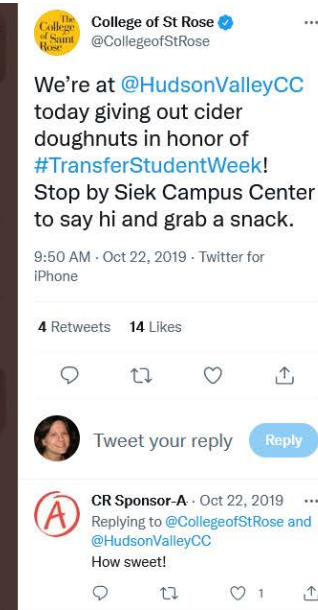 The
College
of Saint
Rose
College of St Rose
@CollegeofStRose
We’re at @HudsonValleyCC
today giving out cider
doughnuts in honor of
#TransferStudentWeek!
Stop by Siek Campus Center
to say hi and grab a snack.
9:50 AM · Oct 22, 2019 · Twitter for
iPhone
4 Retweets 14 Likes
Tweet your reply
Reply
A
CR Sponsor-A · Oct 22, 2019
Replying to @CollegeofStRose and
@HudsonValleyCC
How sweet!
1